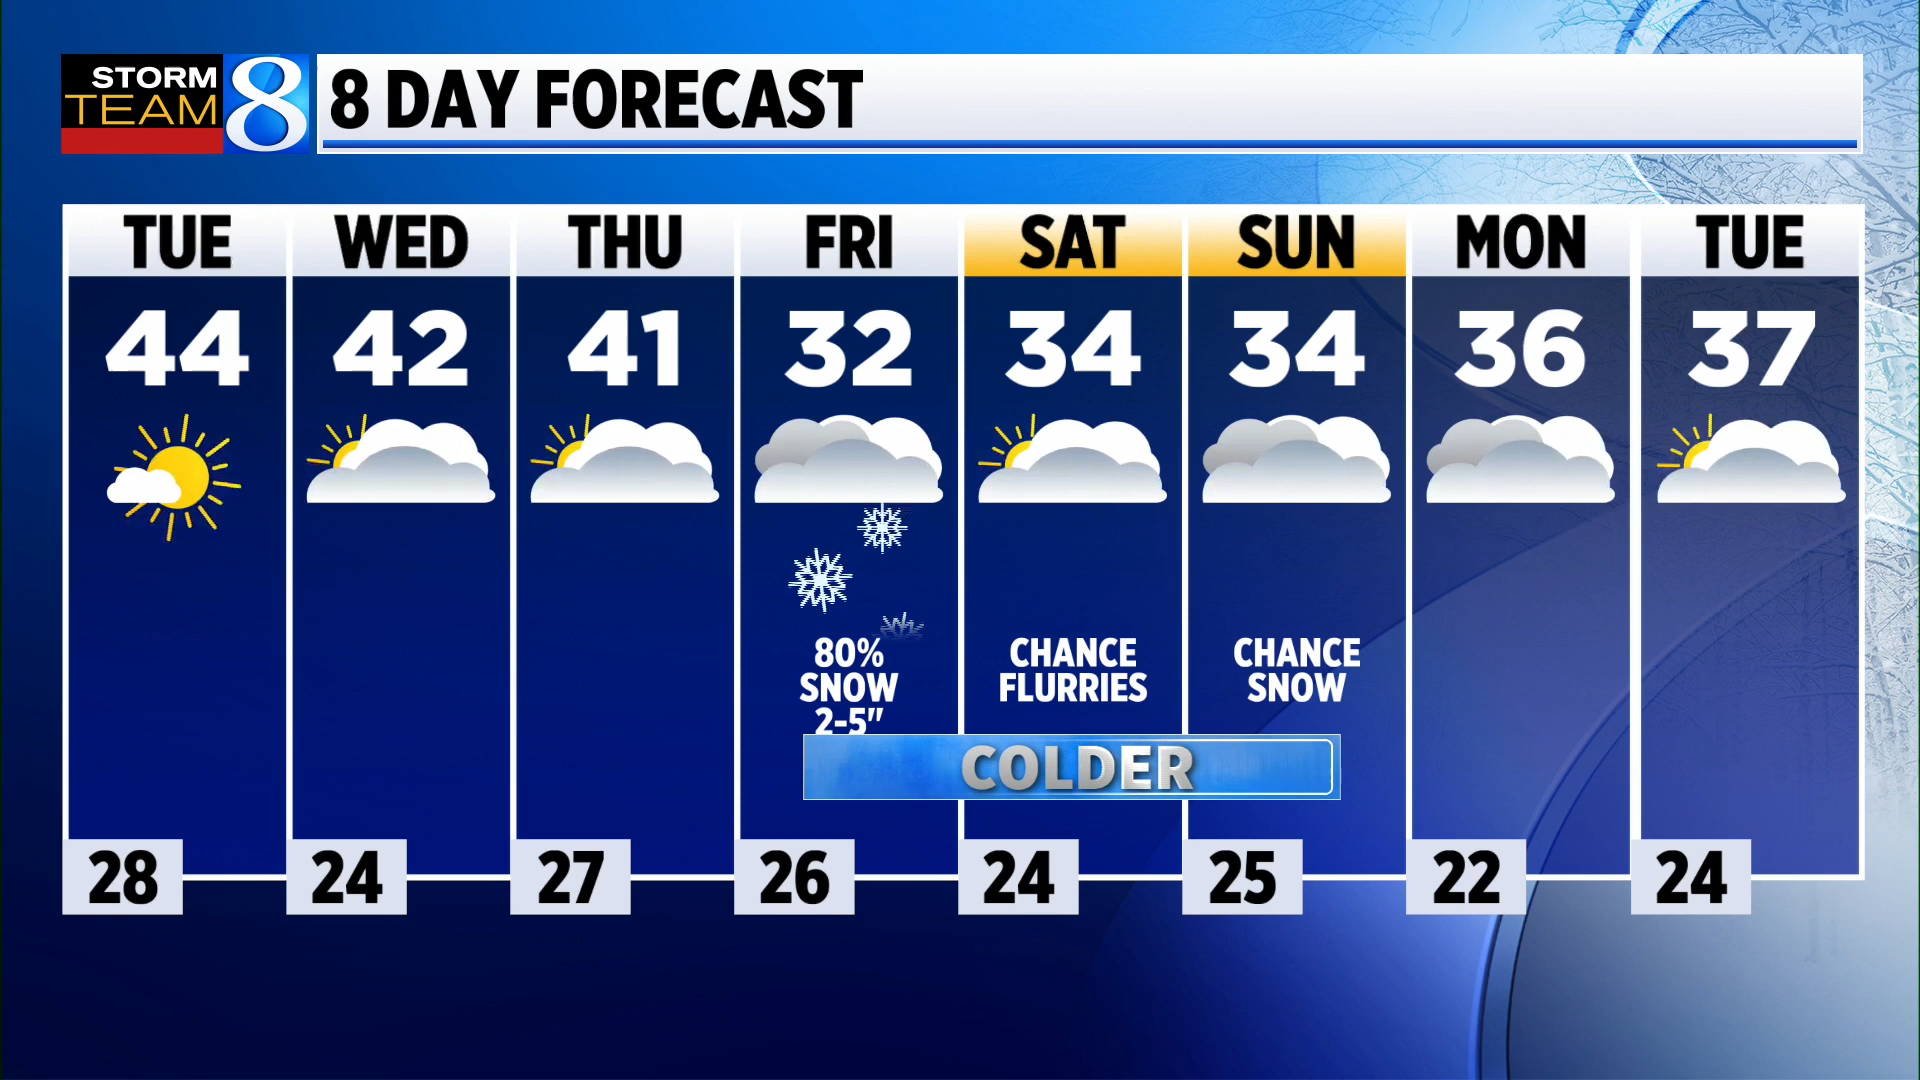 STORM
TEAM
8
8 DAY FORECAST
TUE WED THU FRI SAT SUN MON TUE
44 42 41 32 34 34 36 37
80%
SNOW
2-5"
CHANCE
FLURRIES
CHANCE
SNOW
COLDER
28 24 27 26 24 25 22 24